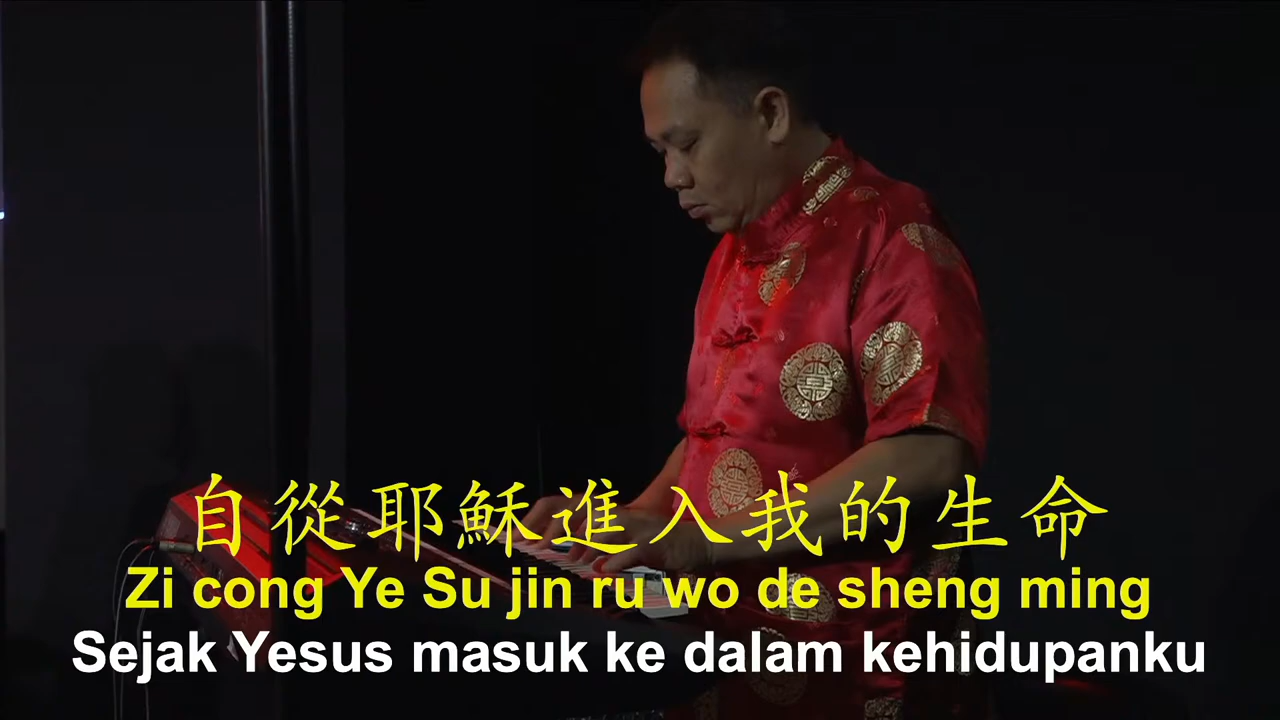 自從耶穌進入我的生命
Zi cong Ye Su jin ru wo de sheng ming
Sejak Yesus masuk ke dalam kehidupanku